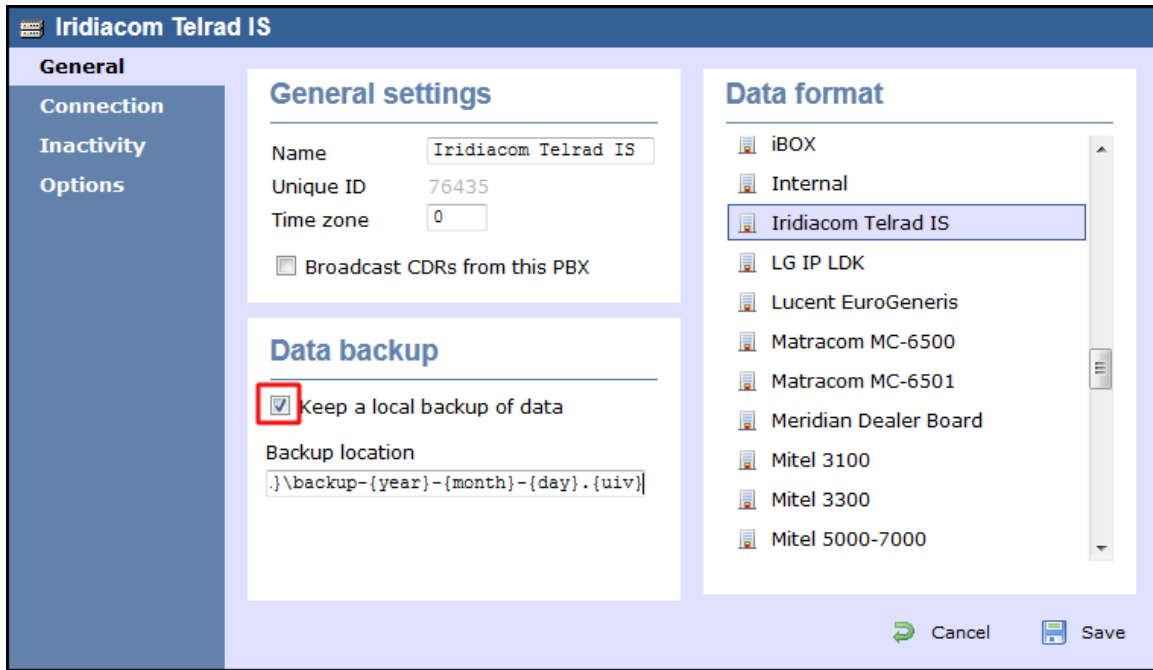 Iridiacom Telrad IS
General
Connection
Inactivity
Options
General settings
Name Iridiacom Telrad IS
Unique ID 76435
Time zone 0
Broadcast CDRs from this PBX
Data backup
Keep a local backup of data
Backup location
.}\backup-{year}-{month}-{day}.{uiv}
Data format
iBOX
Internal
Iridiacom Telrad IS
LG IP LDK
Lucent EuroGeneris
Matracom MC-6500
Matracom MC-6501
Meridian Dealer Board
Mitel 3100
Mitel 3300
Mitel 5000-7000
Cancel
Save